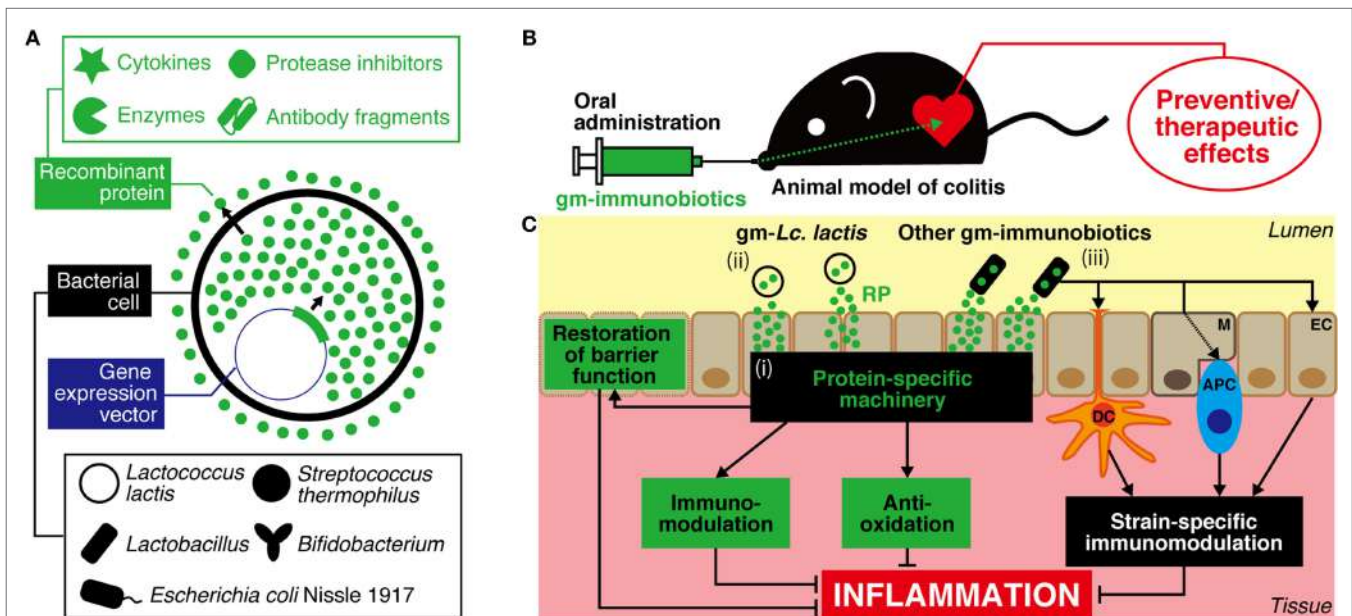 A
Cytokines
Protease inhibitors
Enzymes
Antibody fragments
Recombinant
protein
Bacterial
cell
Gene
expression
vector
Lactococcus
lactis
Streptococcus
thermophilus
Lactobacillus
Bifidobacterium
Escherichia coli Nissle 1917
B
Oral
administration
gm-immunobiotics
Animal model of colitis
Preventive/
therapeutic
effects
C
gm-Lc. lactis
Other gm-immunobiotics
Lumen
(ii)
(iii)
RP
M
EC
Restoration
of barrier
function
(i)
Protein-specific
machinery
APC
DC
Immuno-
modulation
Anti-
oxidation
Strain-specific
immunomodulation
INFLAMMATION
Tissue